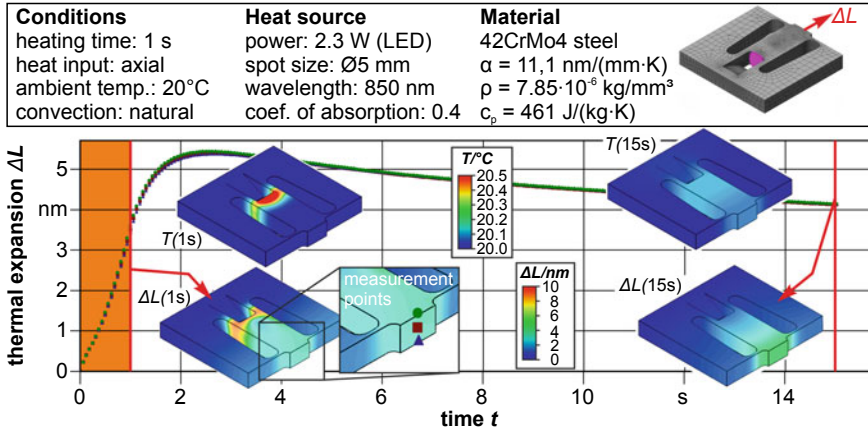 Conditions
heating time: 1 s
heat input: axial
ambient temp.: 20°C
convection: natural
Heat source
power: 2.3 W (LED)
spot size: Ø5 mm
wavelength: 850 nm
coef. of absorption: 0.4
Material
42CrMo4 steel
α = 11,1 nm/(mm·K)
ρ = 7.85·10⁻⁶ kg/mm³
cₚ = 461 J/(kg·K)
ΔL
thermal expansion ΔL
5
nm
3
2
1
0
T(1s)
ΔL(1s)
T/°C
20.5
20.4
20.3
20.2
20.1
20.0
measurement
points
ΔL/nm
10
8
6
4
2
0
T(15s)
ΔL(15s)
0
2
4
6
8
10
s
14
time t